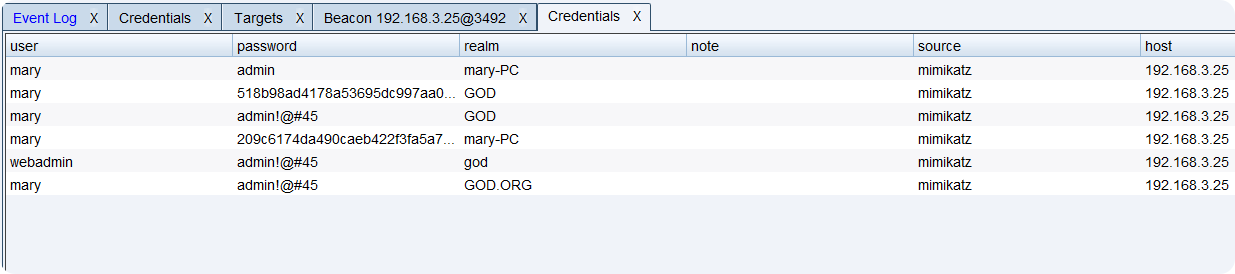 Event Log X Credentials X Targets X Beacon 192.168.3.25@3492 X Credentials X
user password realm note source host
mary admin mary-PC mimikatz 192.168.3.25
mary 518b98ad4178a53695dc997aa0... GOD mimikatz 192.168.3.25
mary admin!@#45 GOD mimikatz 192.168.3.25
mary 209c6174da490caeb422f3fa5a7... mary-PC mimikatz 192.168.3.25
webadmin admin!@#45 god mimikatz 192.168.3.25
mary admin!@#45 GOD.ORG mimikatz 192.168.3.25